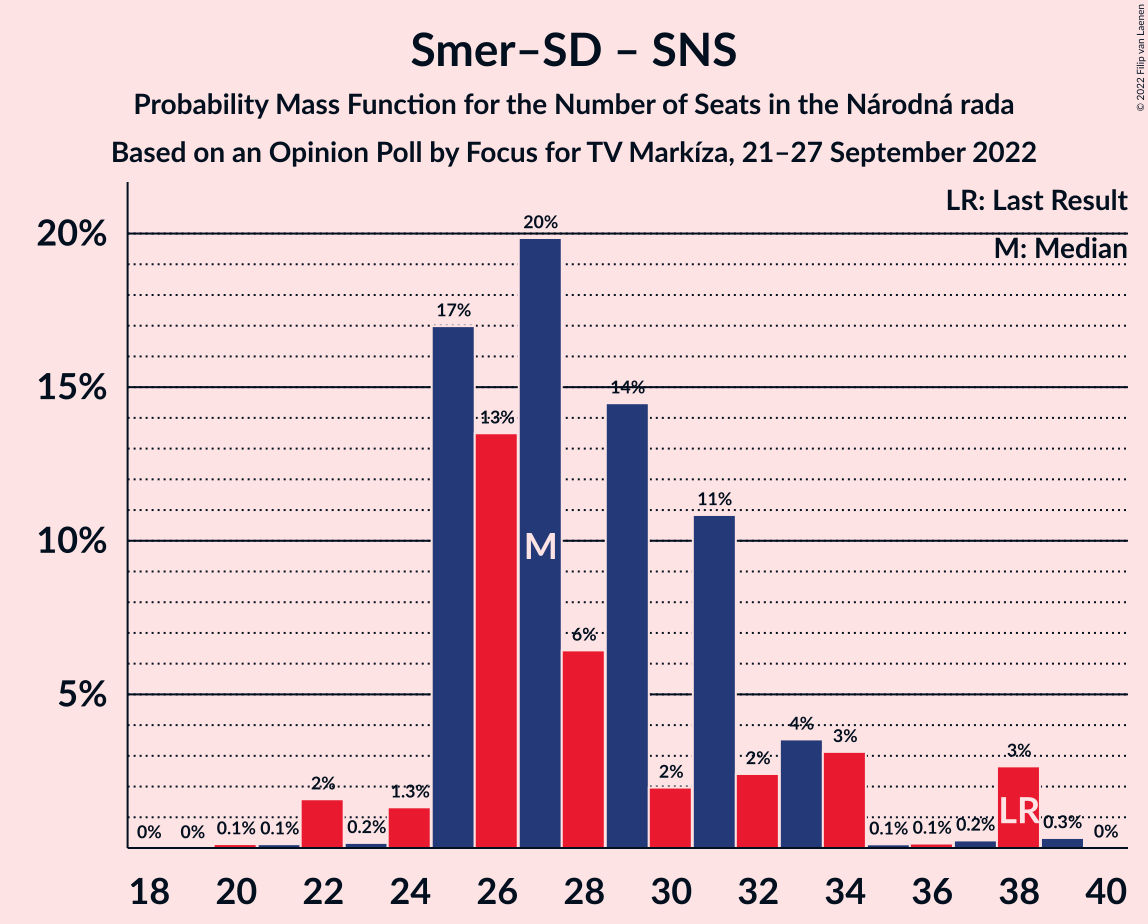 Smer–SD – SNS
Probability Mass Function for the Number of Seats in the Národná rada
Based on an Opinion Poll by Focus for TV Markíza, 21–27 September 2022
© 2022 Filip van Laenen
LR: Last Result
M: Median
20%
15%
10%
5%
0% 0% 0.1% 0.1% 2% 0.2% 1.3% 17% 13% 20% 6% 14% 2% 11% 2% 4% 3% 0.1% 0.1% 0.2% 3% 0.3% 0%
M
LR
18 20 22 24 26 28 30 32 34 36 38 40